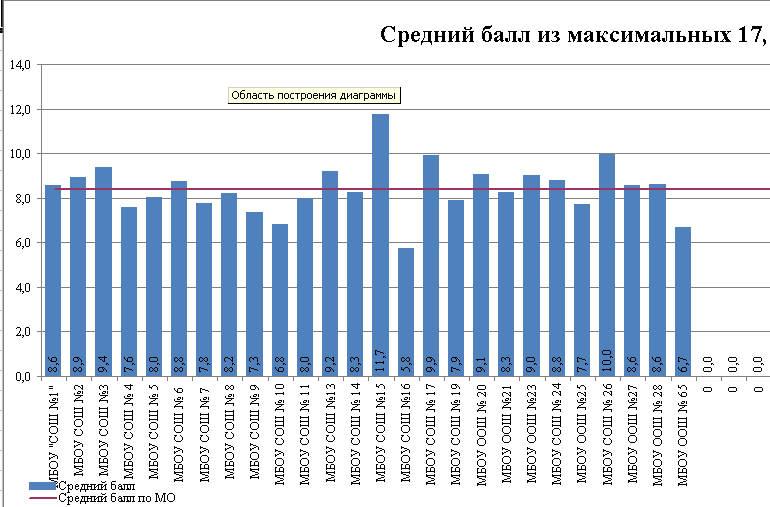 Средний балл из максимальных 17,
14,0
Область построения диаграммы
12,0
10,0
8,0
6,0
4,0
2,0
0,0
8,6
8,9
9,4
7,6
8,0
8,8
7,8
8,2
7,3
6,8
8,0
9,2
8,3
11,7
5,8
9,9
7,9
9,1
8,3
9,0
8,8
7,7
10,0
8,6
8,6
6,7
0,0
0,0
0,0
МБОУ "СОШ №1"
МБОУ СОШ №2
МБОУ СОШ №3
МБОУ СОШ № 4
МБОУ СОШ № 5
МБОУ СОШ № 6
МБОУ СОШ № 7
МБОУ СОШ № 8
МБОУ СОШ № 9
МБОУ СОШ № 10
МБОУ СОШ № 11
МБОУ СОШ №13
МБОУ СОШ № 14
МБОУ СОШ №15
МБОУ СОШ №16
МБОУ СОШ № 17
МБОУ СОШ № 19
МБОУ ООШ № 20
МБОУ ООШ №21
МБОУ ООШ №23
МБОУ СОШ № 24
МБОУ ООШ №25
МБОУ СОШ № 26
МБОУ ООШ №27
МБОУ ООШ № 28
МБОУ ООШ № 65
0
0
0
Средний балл
Средний балл по МО